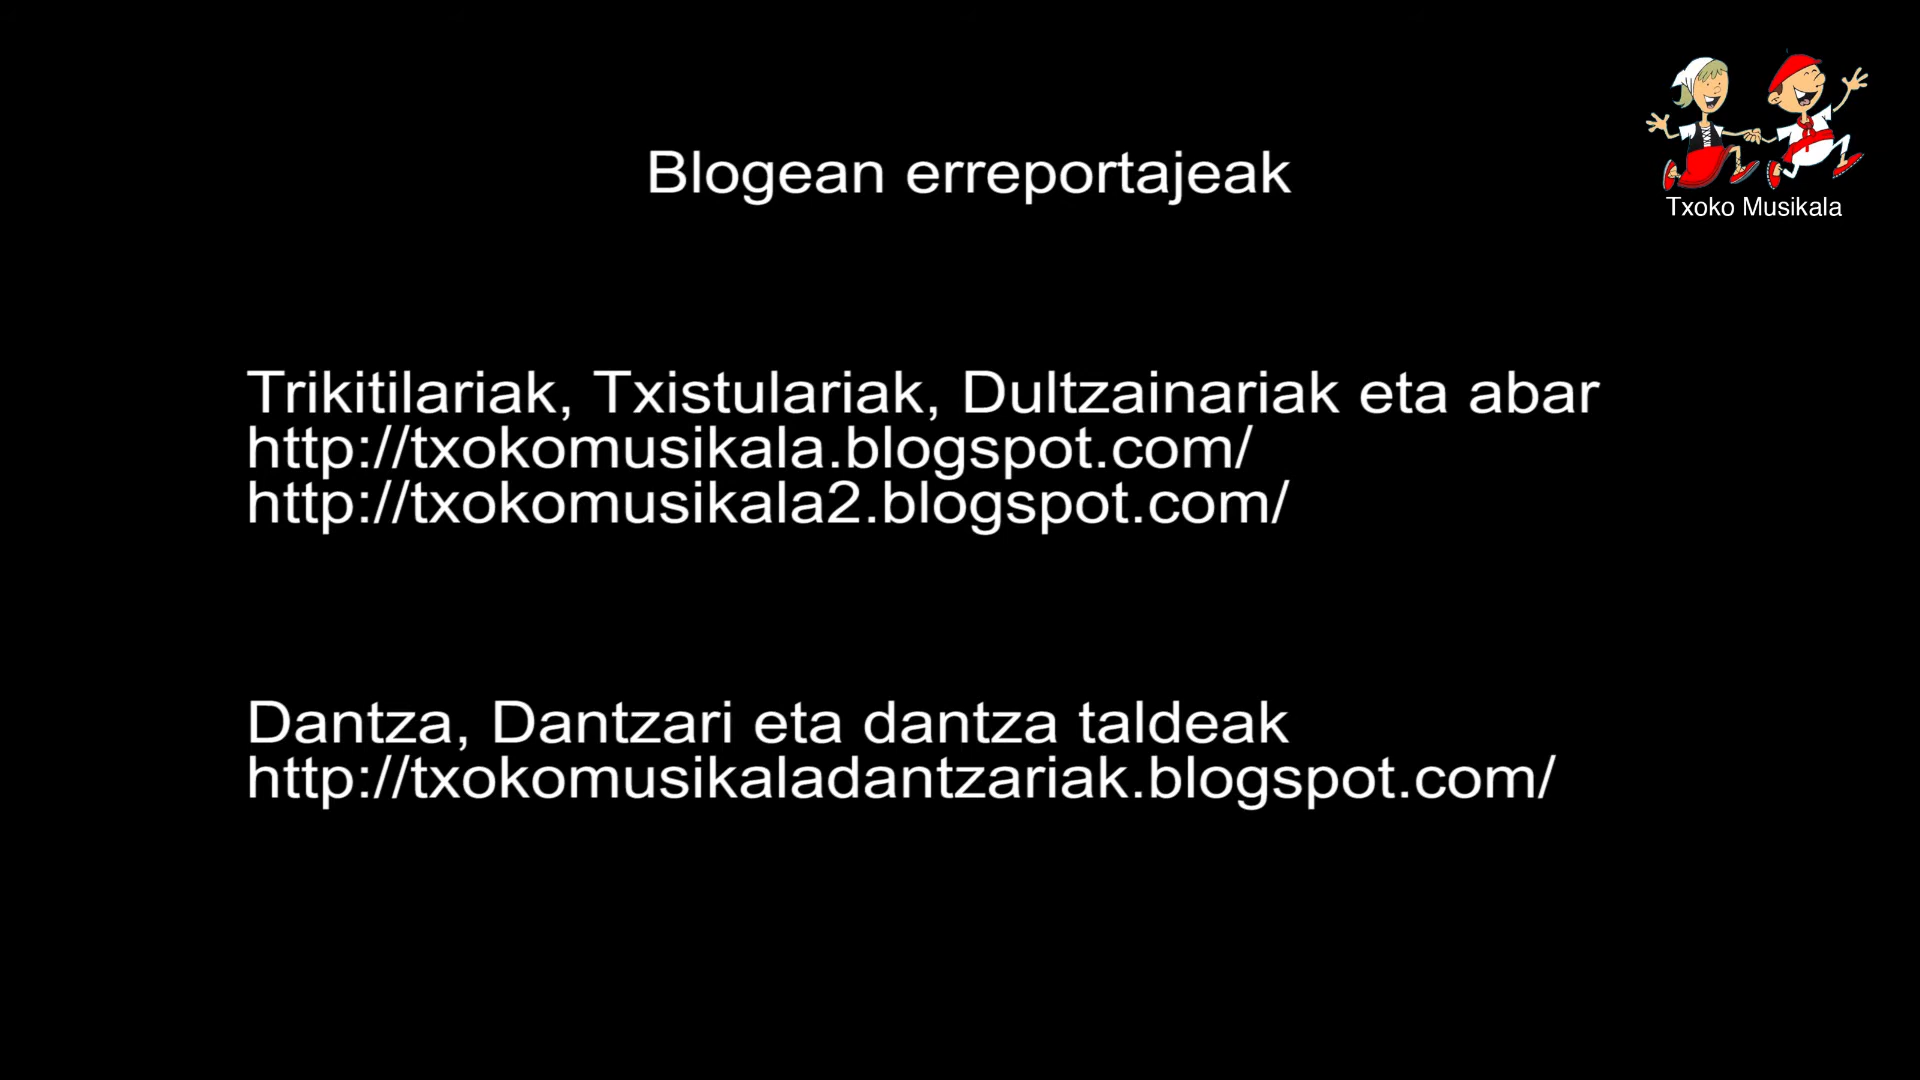 Txoko Musikala
Blogean erreportajeak
Trikitilariak, Txistulariak, Dultzainariak eta abar
http://txokomusikala.blogspot.com/
http://txokomusikala2.blogspot.com/
Dantza, Dantzari eta dantza taldeak
http://txokomusikaladantzariak.blogspot.com/